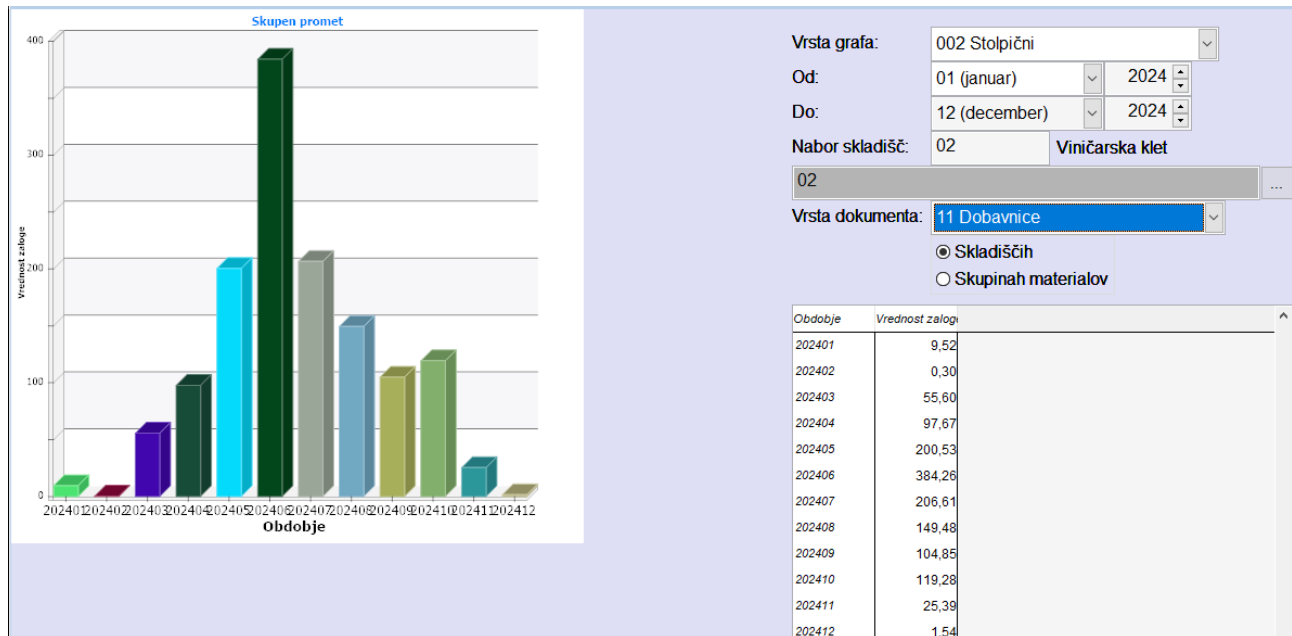 Skupen promet
400
300
200
100
0
Vrednost zaloge
202401 202402 202403 202404 202405 202406 202407 202408 202409 202410 202411 202412
Obdobje
Vrsta grafa: 002 Stolpični
Od: 01 (januar) 2024
Do: 12 (december) 2024
Nabor skladišč: 02 Viničarska klet
02 ...
Vrsta dokumenta: 11 Dobavnice
Skladiščih
Skupinah materialov
Obdobje Vrednost zaloge
202401 9,52
202402 0,30
202403 55,60
202404 97,67
202405 200,53
202406 384,26
202407 206,61
202408 149,48
202409 104,85
202410 119,28
202411 25,39
202412 1,54